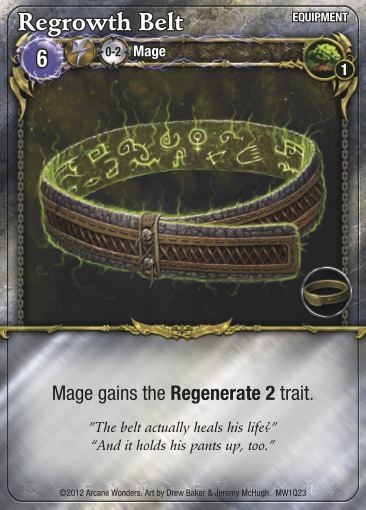 Regrowth Belt
EQUIPMENT
6
0-2
Mage
1
Mage gains the Regenerate 2 trait.
"The belt actually heals his life?"
"And it holds his pants up, too."
©2012 Arcane Wonders. Art by Drew Baker & Jeremy McHugh. MW1Q23